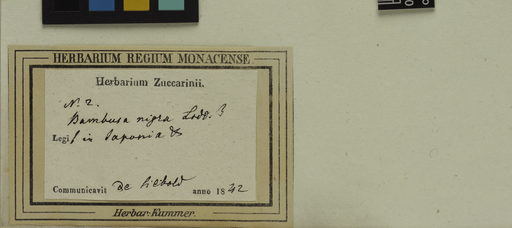 HERBARIUM REGIUM MONACENSE
Herbarium Zuccarinii.
N. 2.
Bambusa nigra Lodd. β
Legi in Japonia
Communicavit de Siebold anno 1842
Herbar. Kummer.